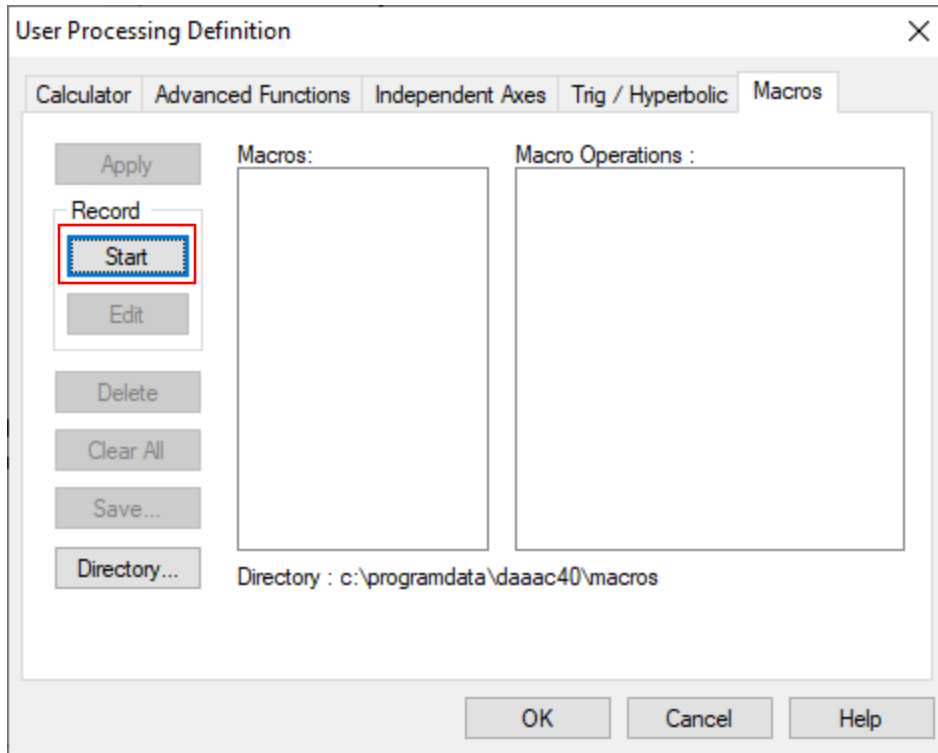 User Processing Definition
Calculator Advanced Functions Independent Axes Trig / Hyperbolic Macros
Apply
Macros:
Macro Operations :
Record
Start
Edit
Delete
Clear All
Save...
Directory...
Directory : c:\programdata\daaac40\macros
OK Cancel Help